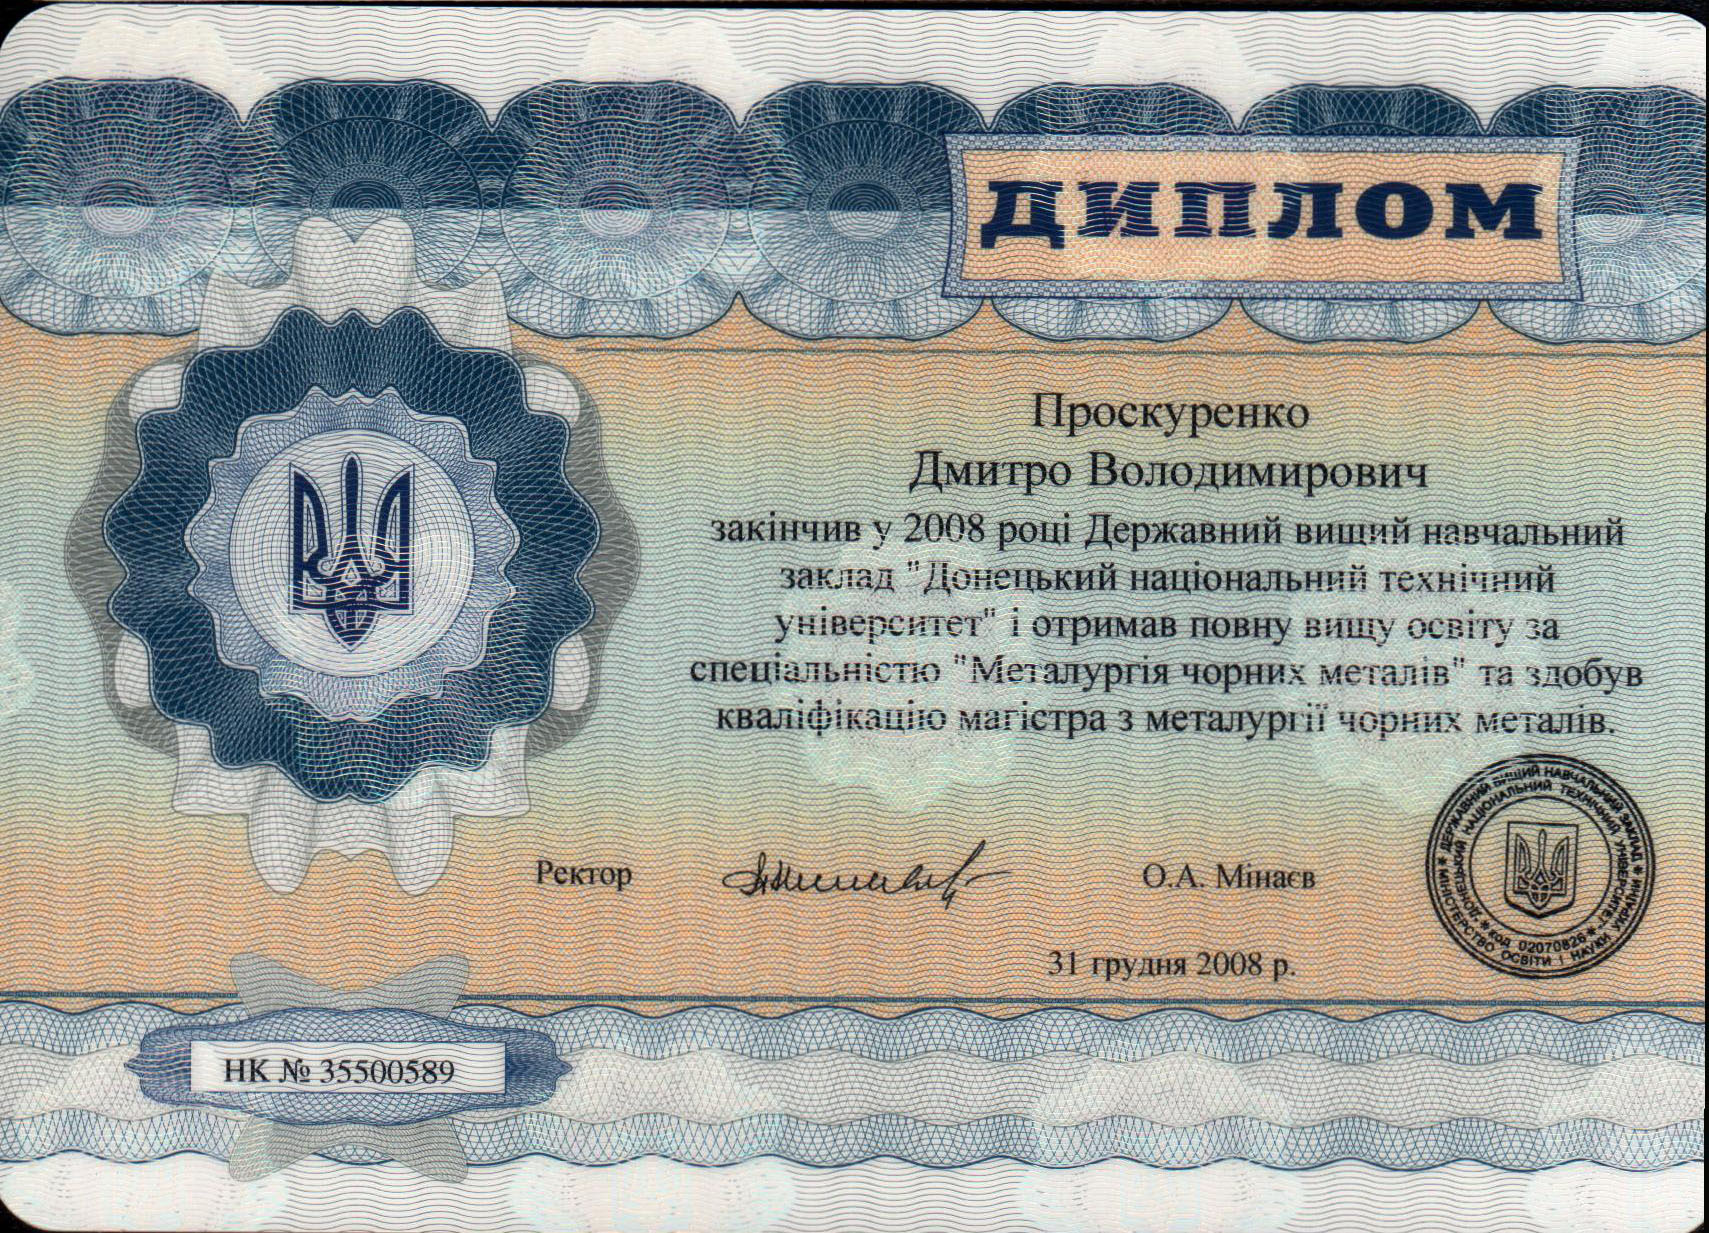 ДИПЛОМ
Проскуренко
Дмитро Володимирович
закінчив у 2008 році Державний вищий навчальний
заклад "Донецький національний технічний
університет" і отримав повну вищу освіту за
спеціальністю "Металургія чорних металів" та здобув
кваліфікацію магістра з металургії чорних металів.
Ректор
О.А. Мінаєв
31 грудня 2008 р.
НК № 35500589
* МІНІСТЕРСТВО ОСВІТИ І НАУКИ УКРАЇНИ * ДЕРЖАВНИЙ ВИЩИЙ НАВЧАЛЬНИЙ ЗАКЛАД
"ДОНЕЦЬКИЙ НАЦІОНАЛЬНИЙ ТЕХНІЧНИЙ УНІВЕРСИТЕТ"
* код 02070826 *